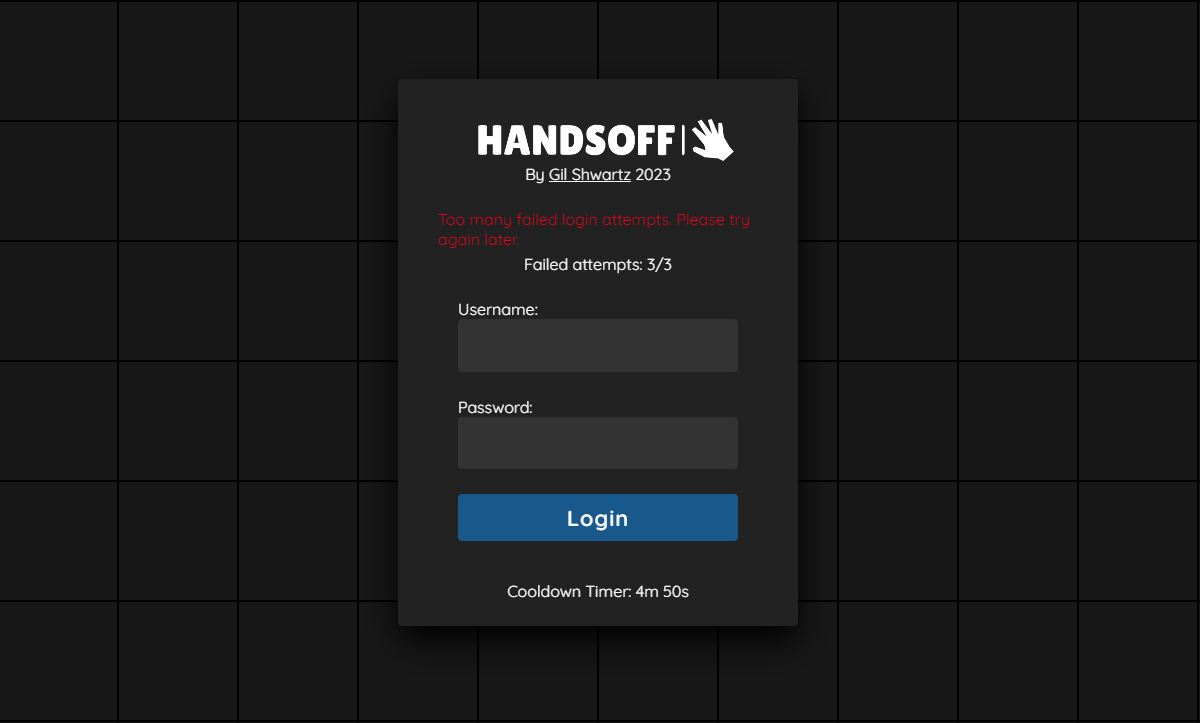 HANDSOFF
By Gil Shwartz 2023
Too many failed login attempts. Please try
again later.
Failed attempts: 3/3
Username:
Password:
Login
Cooldown Timer: 4m 50s